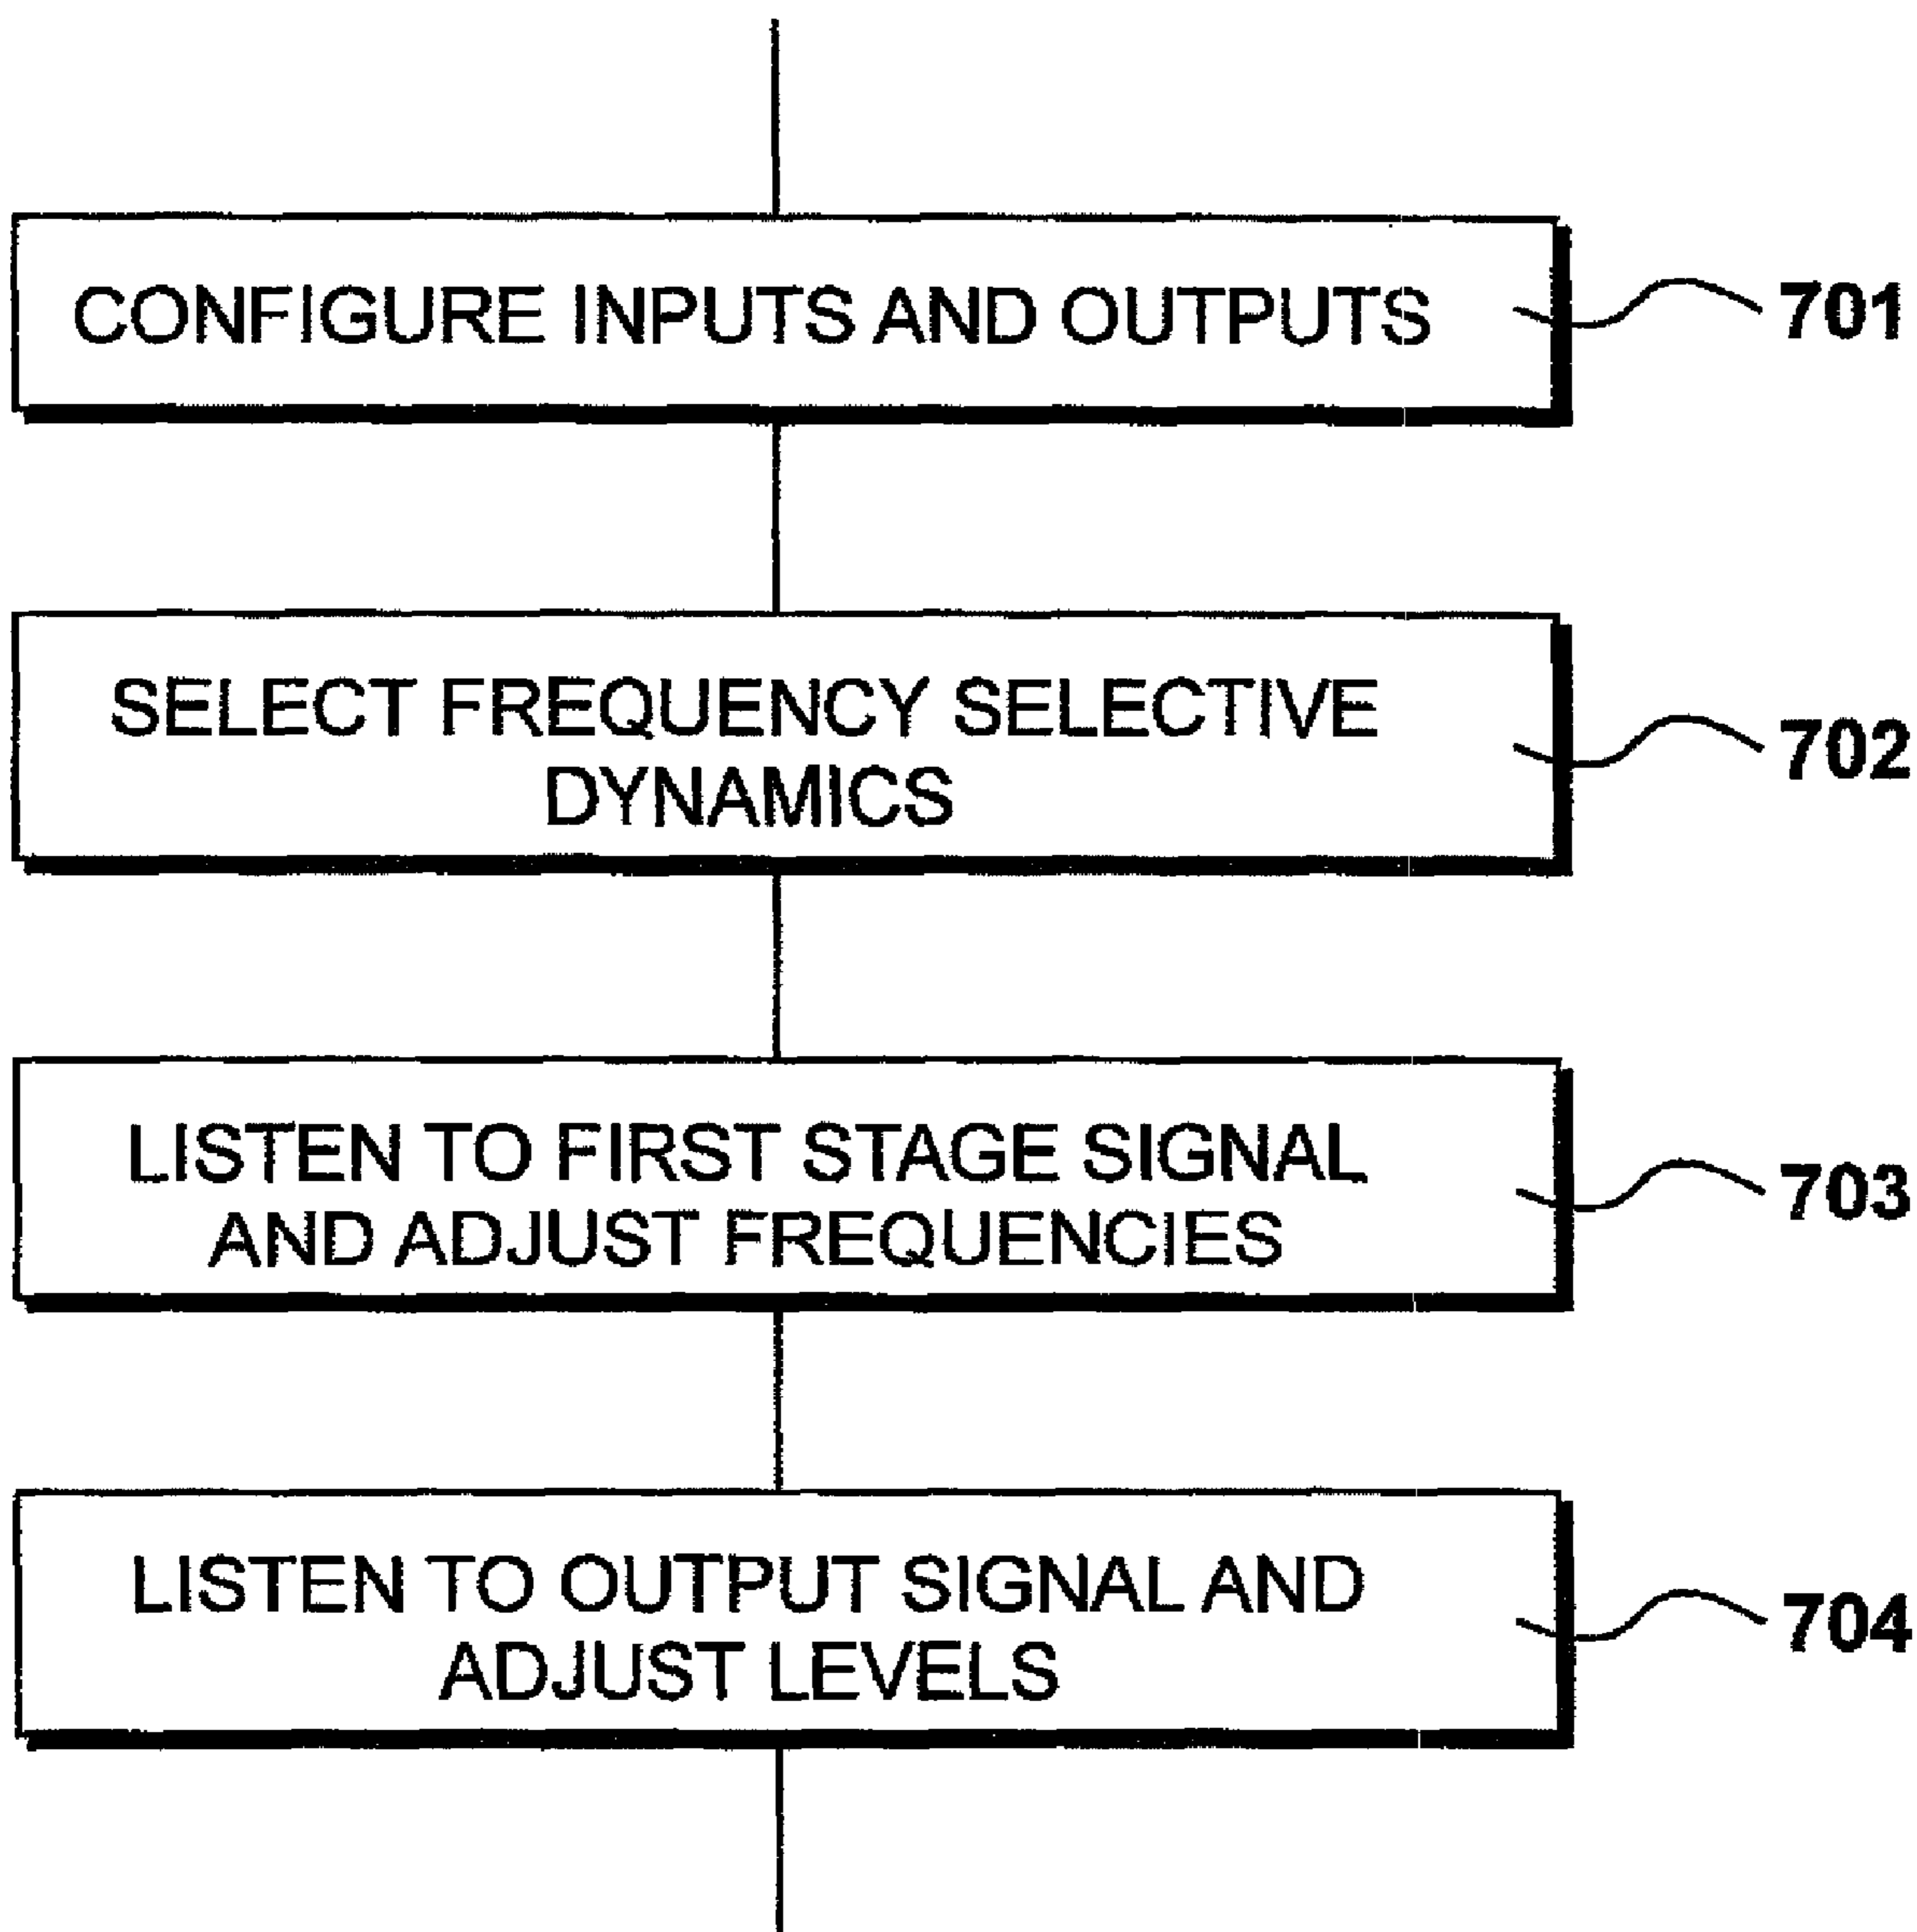 CONFIGURE INPUTS AND OUTPUTS
701
SELECT FREQUENCY SELECTIVE
DYNAMICS
702
LISTEN TO FIRST STAGE SIGNAL
AND ADJUST FREQUENCIES
703
LISTEN TO OUTPUT SIGNAL AND
ADJUST LEVELS
704